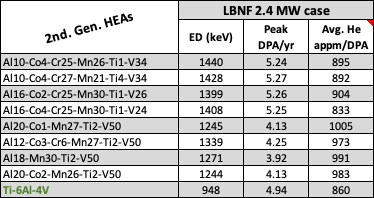 2nd. Gen. HEAs
LBNF 2.4 MW case
ED (keV) Peak DPA/yr Avg. He appm/DPA
Al10-Co4-Cr25-Mn26-Ti1-V34 1440 5.24 895
Al10-Co4-Cr27-Mn21-Ti4-V34 1428 5.27 892
Al16-Co2-Cr25-Mn30-Ti1-V26 1399 5.26 904
Al16-Co4-Cr25-Mn30-Ti1-V24 1408 5.25 833
Al20-Co1-Mn27-Ti2-V50 1245 4.13 1005
Al12-Co3-Cr6-Mn27-Ti2-V50 1339 4.25 973
Al18-Mn30-Ti2-V50 1271 3.92 991
Al20-Co2-Mn26-Ti2-V50 1244 4.13 983
Ti-6Al-4V 948 4.94 860